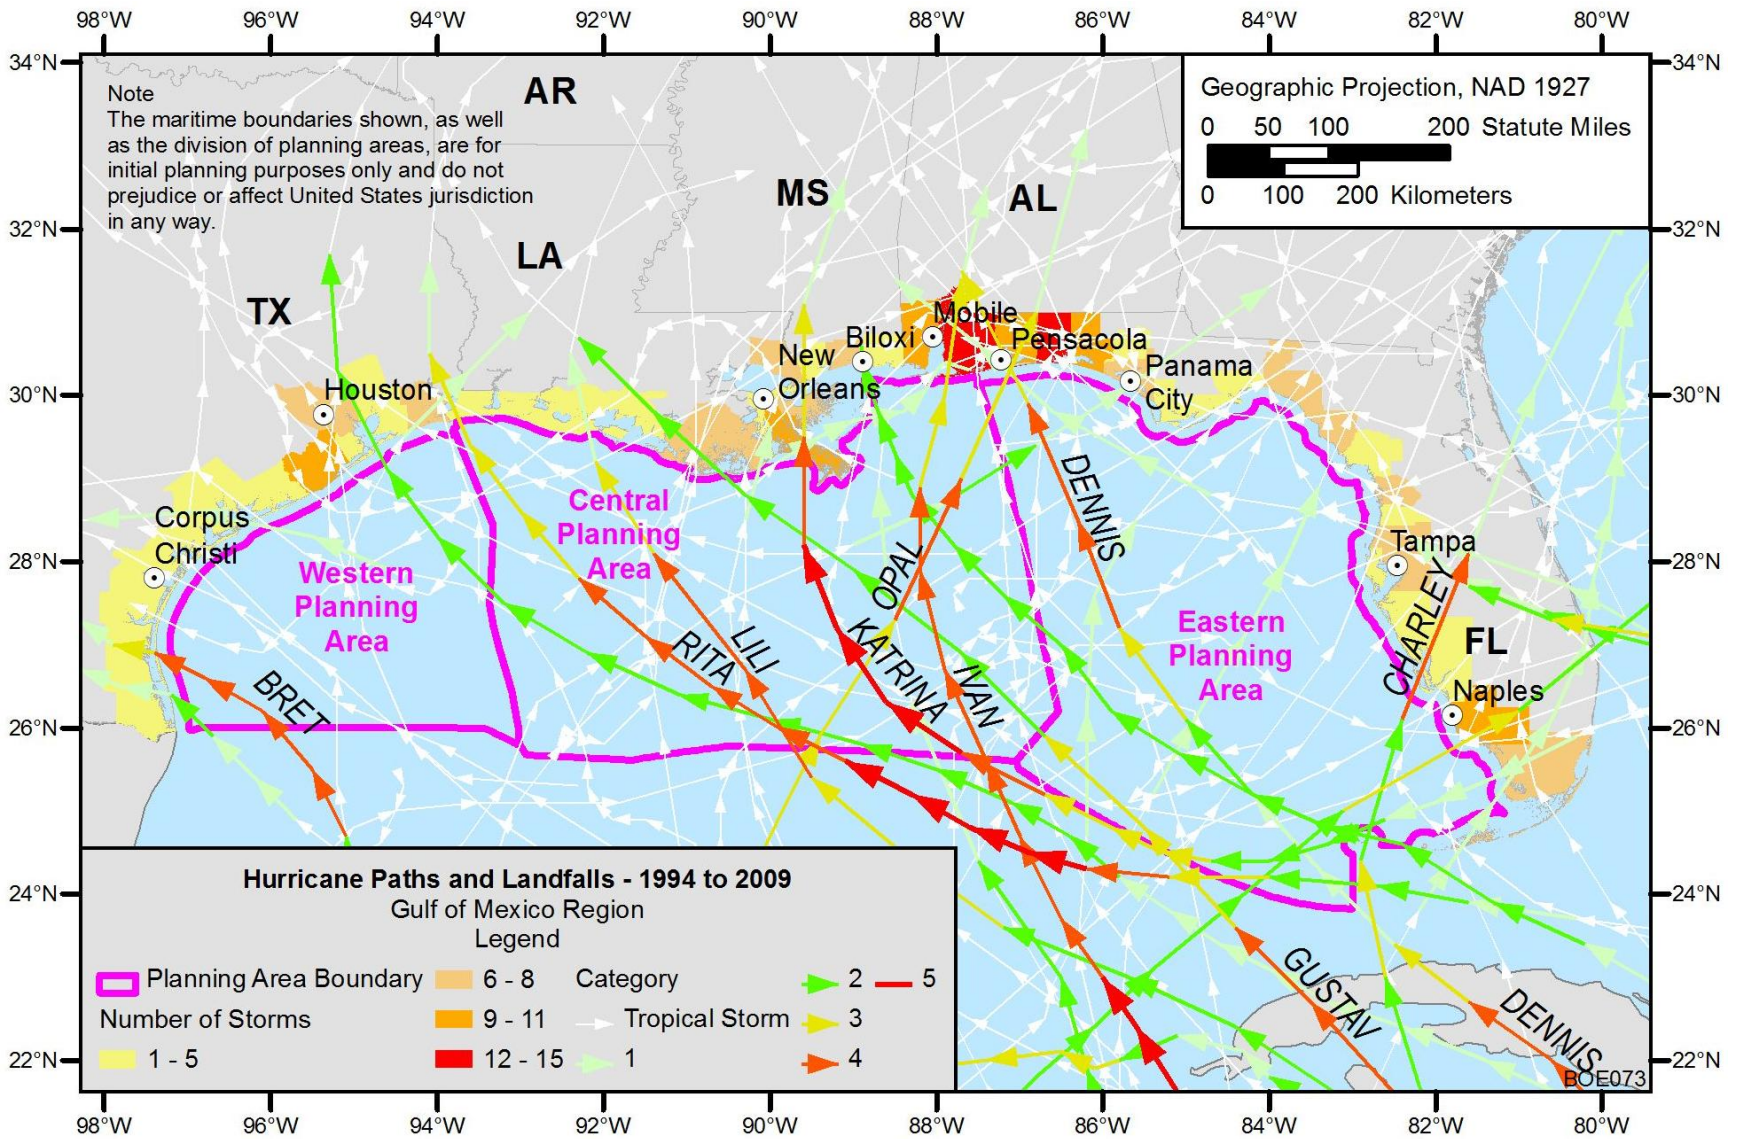 98°W 96°W 94°W 92°W 90°W 88°W 86°W 84°W 82°W 80°W
34°N 34°N
Note
The maritime boundaries shown, as well
as the division of planning areas, are for
initial planning purposes only and do not
prejudice or affect United States jurisdiction
in any way.
AR
Geographic Projection, NAD 1927
0 50 100 200 Statute Miles
0 100 200 Kilometers
MS
AL
32°N 32°N
LA
TX
Mobile
Biloxi
Pensacola
New
Orleans
Panama
City
Houston
30°N 30°N
DENNIS
Corpus
Christi
Central
Planning
Area
Tampa
28°N 28°N
Western
Planning
Area
OPAL
CHARLEY
Eastern
Planning
Area
FL
LILI
RITA
KATRINA
IVAN
BRET
Naples
26°N 26°N
24°N 24°N
GUSTAV
DENNIS
BOE073
22°N 22°N
Hurricane Paths and Landfalls - 1994 to 2009
Gulf of Mexico Region
Legend
Planning Area Boundary 6 - 8 Category 2 5
Number of Storms 9 - 11 Tropical Storm 3
1 - 5 12 - 15 1 4
98°W 96°W 94°W 92°W 90°W 88°W 86°W 84°W 82°W 80°W